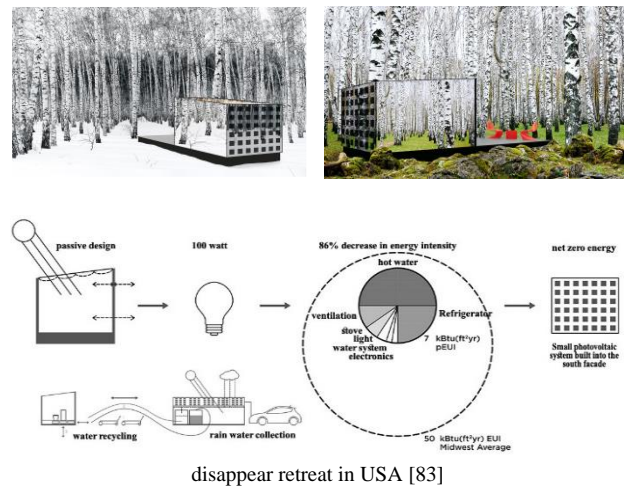 passive design
100 watt
86% decrease in energy intensity
net zero energy
hot water
ventilation
stove
light
water system
electronics
Refrigerator
7 kBtu(ft²yr)
pEUI
Small photovoltaic
system built into the
south facade
water recycling
rain water collection
50 kBtu(ft²yr) EUI
Midwest Average
disappear retreat in USA [83]